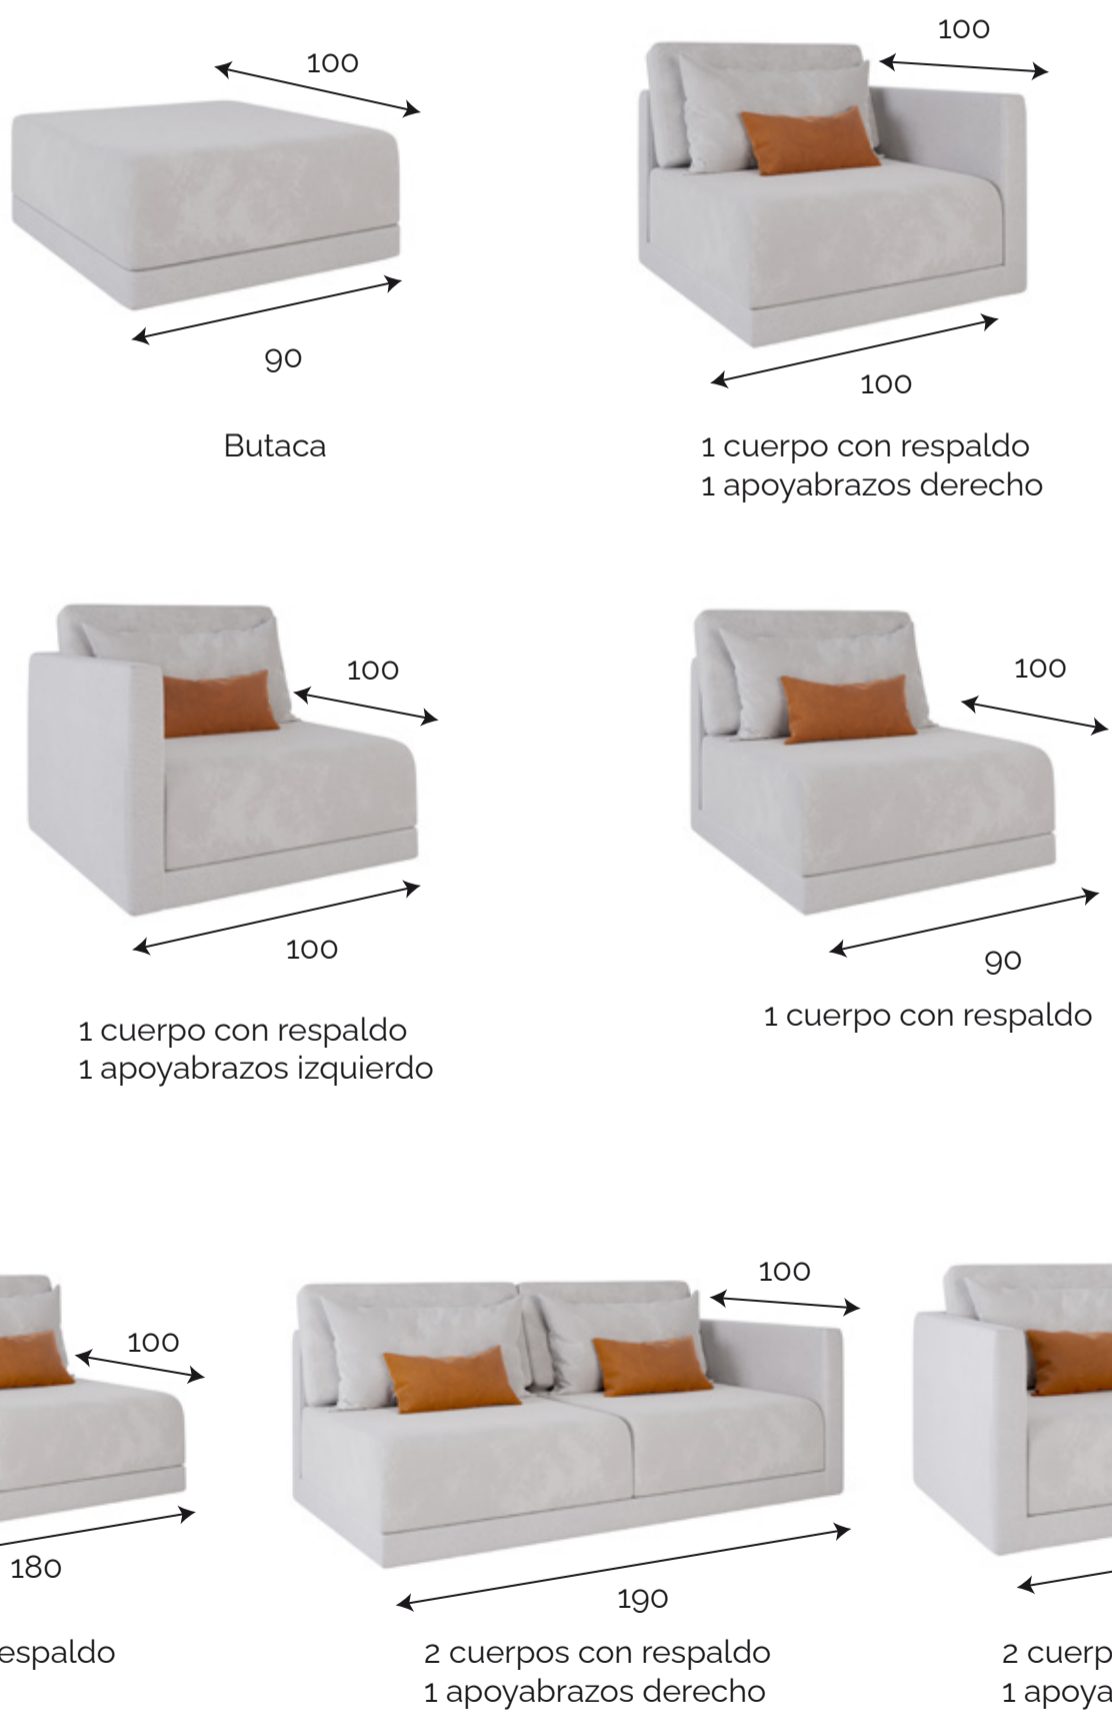 100
90
Butaca
100
100
1 cuerpo con respaldo
1 apoyabrazos derecho
100
100
1 cuerpo con respaldo
1 apoyabrazos izquierdo
100
90
1 cuerpo con respaldo
100
180
espaldo
100
190
2 cuerpos con respaldo
1 apoyabrazos derecho
2 cuerp
1 apoya